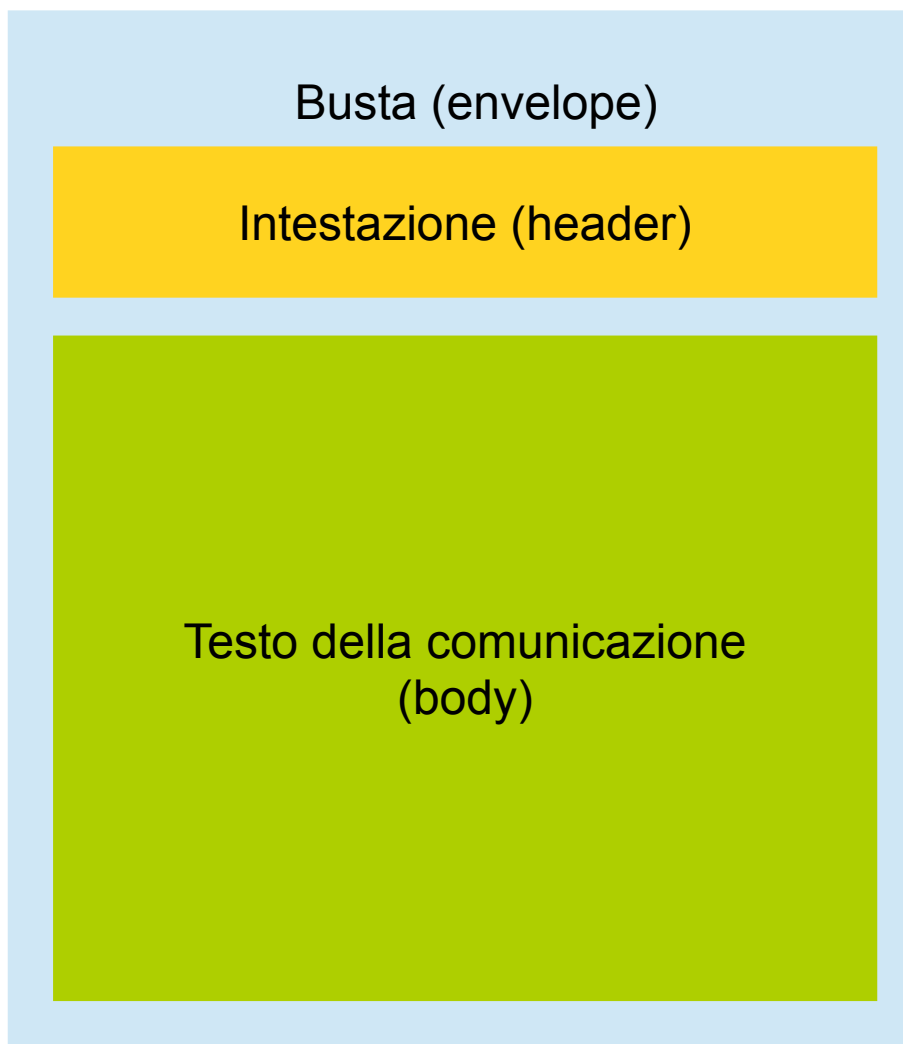 Busta (envelope)
Intestazione (header)
Testo della comunicazione
(body)